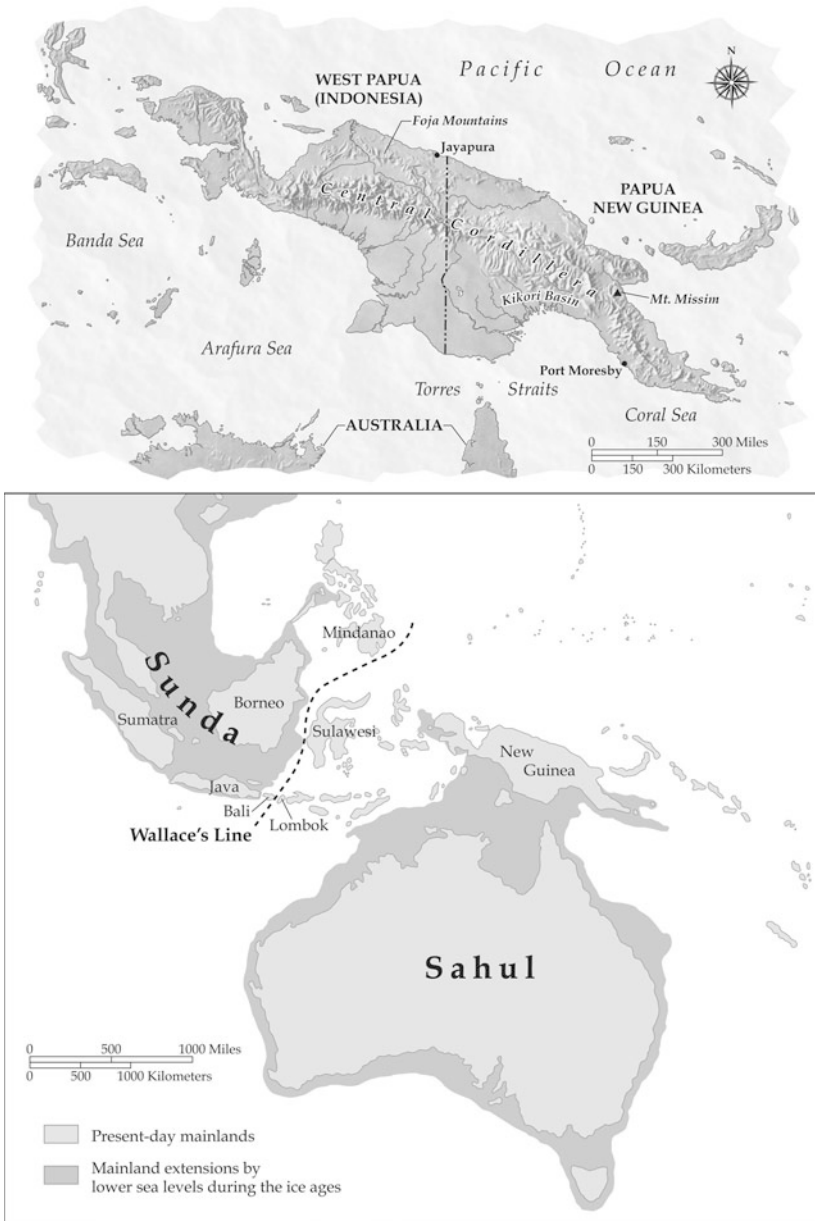 Pacific Ocean
N
WEST PAPUA
(INDONESIA)
Foja Mountains
Jayapura
PAPUA
NEW GUINEA
Central Cordillera
Banda Sea
Kikori Basin
Mt. Missim
Arafura Sea
Port Moresby
Torres Straits
Coral Sea
AUSTRALIA
0 150 300 Miles
0 150 300 Kilometers
Mindanao
Sunda
Borneo
Sumatra
Sulawesi
New
Guinea
Java
Bali
Lombok
Wallace's Line
Sahul
0 500 1000 Miles
0 500 1000 Kilometers
Present-day mainlands
Mainland extensions by
lower sea levels during the ice ages